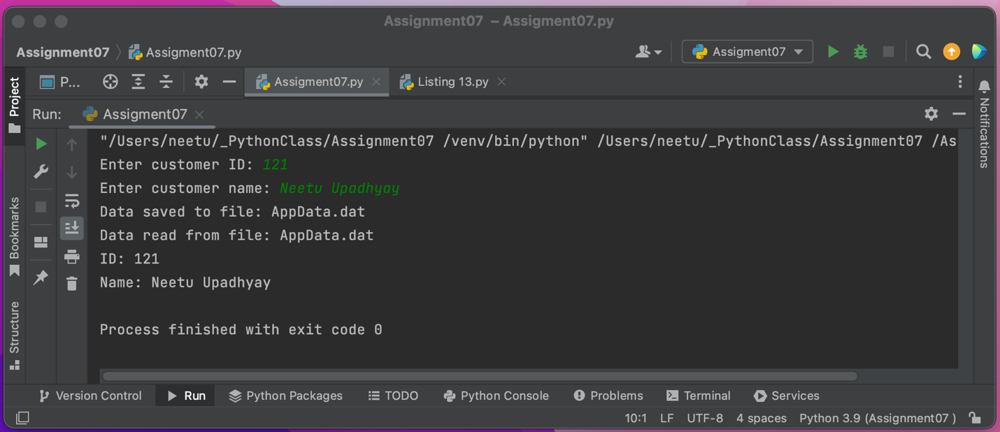 Assignment07 – Assigment07.py
Assignment07 Assigment07.py Assigment07
P... Assigment07.py Listing 13.py
Project
Run: Assigment07
Notifications
"/Users/neetu/_PythonClass/Assignment07 /venv/bin/python" /Users/neetu/_PythonClass/Assignment07 /As
Enter customer ID: 121
Enter customer name: Neetu Upadhyay
Data saved to file: AppData.dat
Data read from file: AppData.dat
ID: 121
Name: Neetu Upadhyay
Process finished with exit code 0
Bookmarks
Structure
Version Control Run Python Packages TODO Python Console Problems Terminal Services
10:1 LF UTF-8 4 spaces Python 3.9 (Assignment07 )